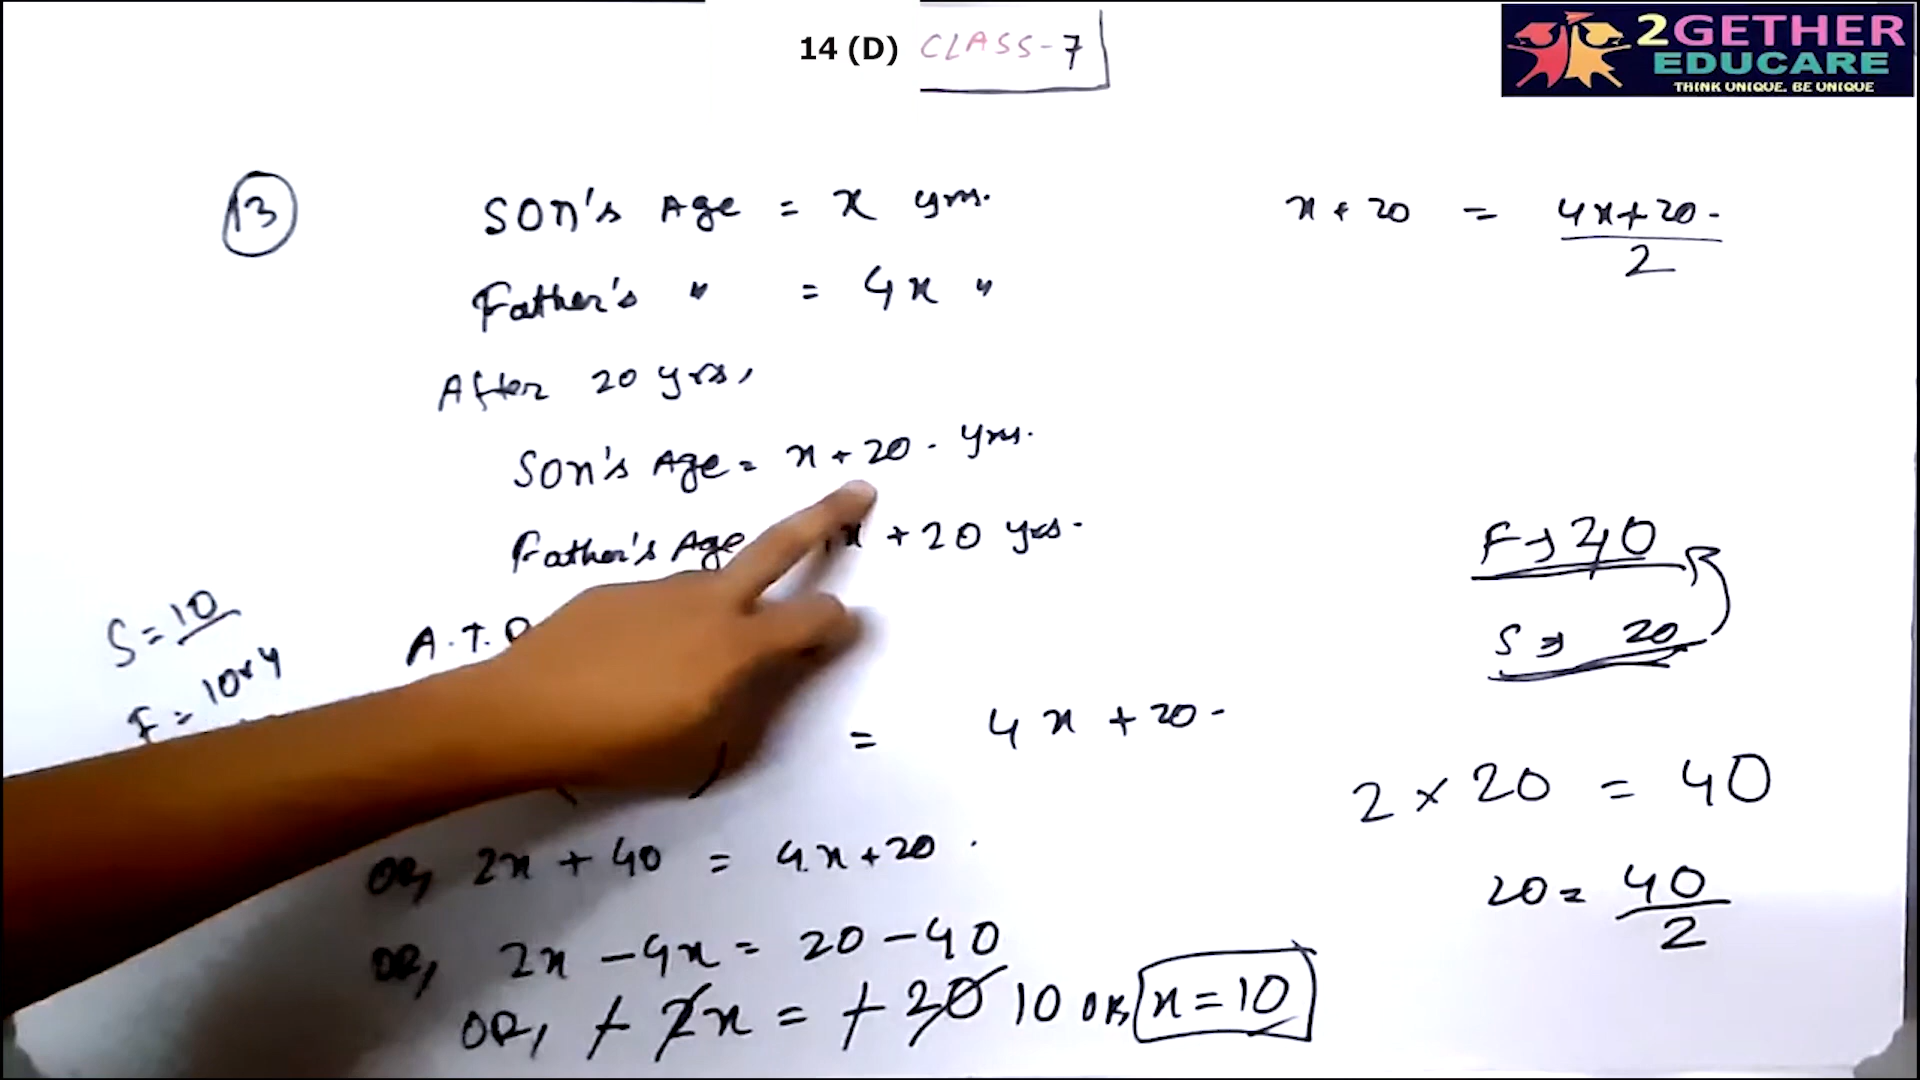 14 (D) CLASS-7
2GETHER
EDUCARE
THINK UNIQUE. BE UNIQUE
13
SON's Age = x yrs.
Father's " = 4x "
After 20 yrs,
Son's Age = x + 20 - yrs.
Father's Age x + 20 yrs -
A.T.
= 4x + 20 -
OR, 2x + 40 = 4x + 20 .
OR, 2x - 4x = 20 - 40
OR, + 2x = + 20 10 OR x = 10
S = 10
F = 10 × 4
x + 20 = 4x + 20 -
2
F → 40
S → 20
2 × 20 = 40
20 = 40
2